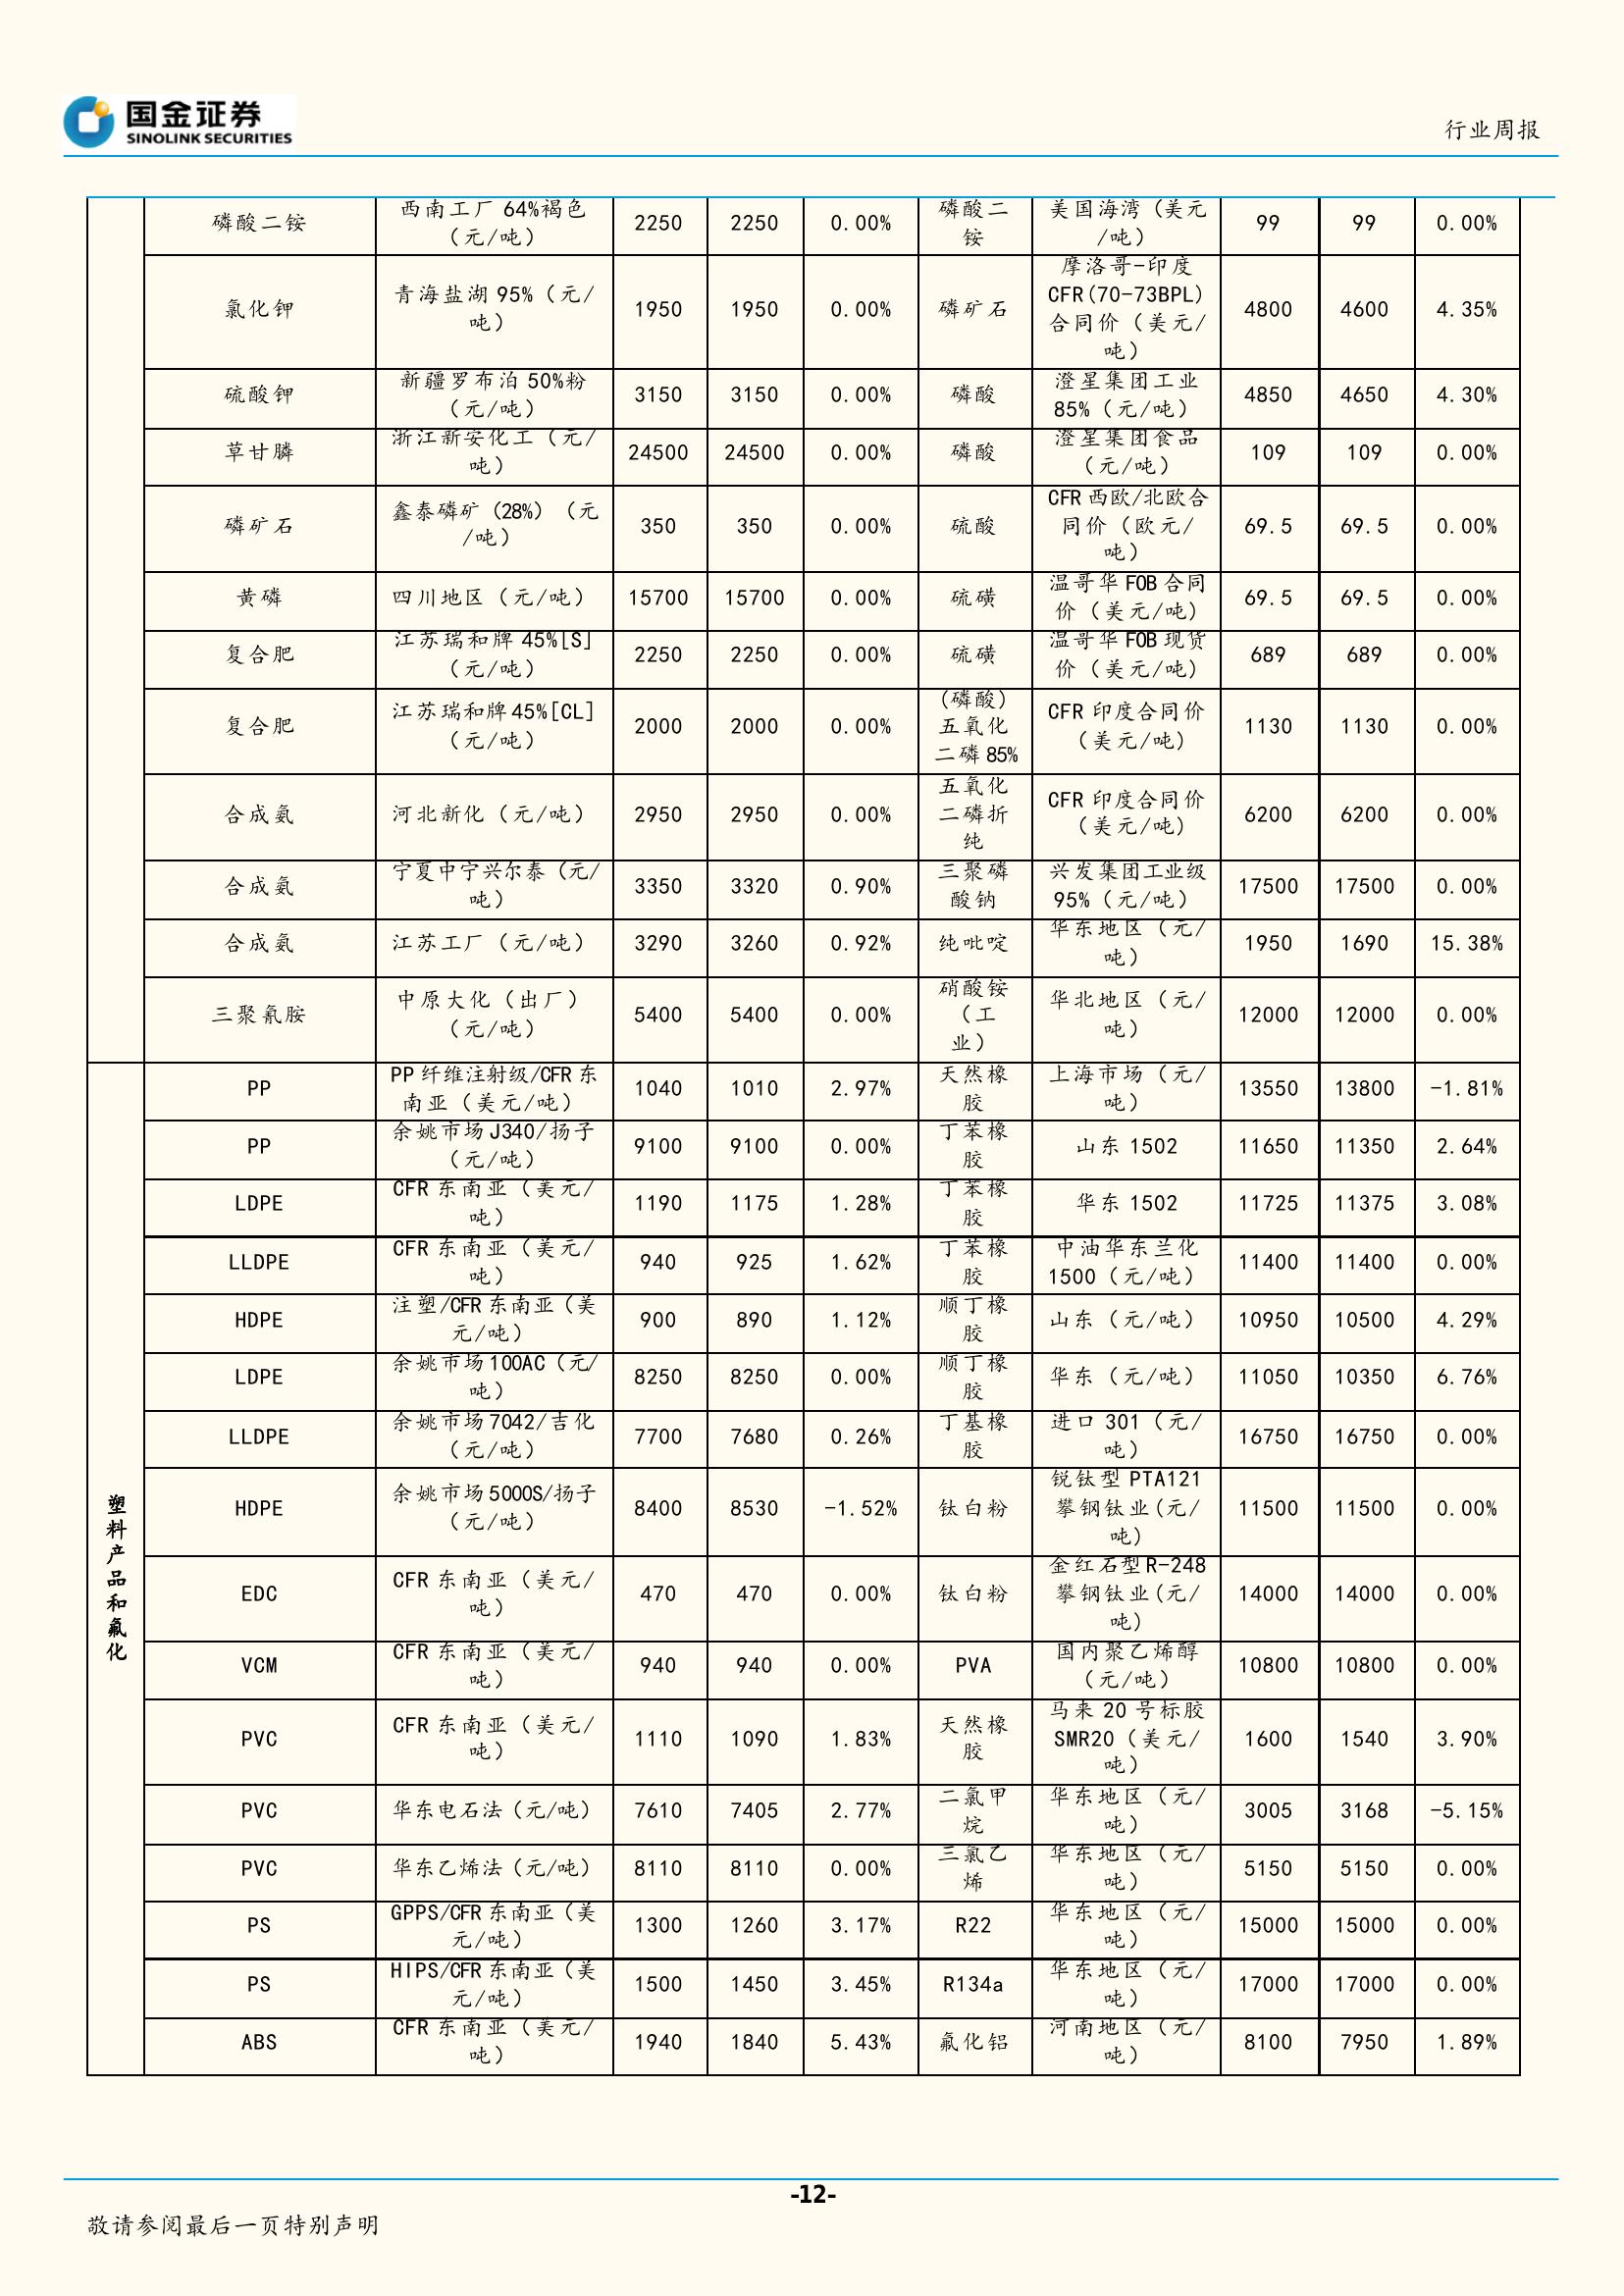 国金证券
SINOLINK SECURITIES
行业周报
磷酸二铵 西南工厂 64%褐色（元/吨） 2250 2250 0.00% 磷酸二铵 美国海湾（美元/吨） 99 99 0.00%
氯化钾 青海盐湖 95%（元/吨） 1950 1950 0.00% 磷矿石 摩洛哥-印度CFR(70-73BPL)合同价（美元/吨） 4800 4600 4.35%
硫酸钾 新疆罗布泊 50%粉（元/吨） 3150 3150 0.00% 磷酸 澄星集团工业85%（元/吨） 4850 4650 4.30%
草甘膦 浙江新安化工（元/吨） 24500 24500 0.00% 磷酸 澄星集团食品（元/吨） 109 109 0.00%
磷矿石 鑫泰磷矿（28%）（元/吨） 350 350 0.00% 硫酸 CFR 西欧/北欧合同价（欧元/吨） 69.5 69.5 0.00%
黄磷 四川地区（元/吨） 15700 15700 0.00% 硫磺 温哥华 FOB 合同价（美元/吨) 69.5 69.5 0.00%
复合肥 江苏瑞和牌 45%[S]（元/吨） 2250 2250 0.00% 硫磺 温哥华 FOB 现货价（美元/吨) 689 689 0.00%
复合肥 江苏瑞和牌 45%[CL]（元/吨） 2000 2000 0.00% （磷酸）五氧化二磷 85% CFR 印度合同价（美元/吨) 1130 1130 0.00%
合成氨 河北新化（元/吨） 2950 2950 0.00% 五氧化二磷折纯 CFR 印度合同价（美元/吨) 6200 6200 0.00%
合成氨 宁夏中宁兴尔泰（元/吨） 3350 3320 0.90% 三聚磷酸钠 兴发集团工业级95%（元/吨） 17500 17500 0.00%
合成氨 江苏工厂（元/吨） 3290 3260 0.92% 纯吡啶 华东地区（元/吨） 1950 1690 15.38%
三聚氰胺 中原大化（出厂）（元/吨） 5400 5400 0.00% 硝酸铵（工业） 华北地区（元/吨） 12000 12000 0.00%
塑料产品和氟化
PP PP 纤维注射级/CFR 东南亚（美元/吨） 1040 1010 2.97% 天然橡胶 上海市场（元/吨） 13550 13800 -1.81%
PP 余姚市场 J340/扬子（元/吨） 9100 9100 0.00% 丁苯橡胶 山东 1502 11650 11350 2.64%
LDPE CFR 东南亚（美元/吨） 1190 1175 1.28% 丁苯橡胶 华东 1502 11725 11375 3.08%
LLDPE CFR 东南亚（美元/吨） 940 925 1.62% 丁苯橡胶 中油华东兰化1500（元/吨） 11400 11400 0.00%
HDPE 注塑/CFR 东南亚（美元/吨） 900 890 1.12% 顺丁橡胶 山东（元/吨） 10950 10500 4.29%
LDPE 余姚市场 100AC（元/吨） 8250 8250 0.00% 顺丁橡胶 华东（元/吨） 11050 10350 6.76%
LLDPE 余姚市场 7042/吉化（元/吨） 7700 7680 0.26% 丁基橡胶 进口 301（元/吨） 16750 16750 0.00%
HDPE 余姚市场 5000S/扬子（元/吨） 8400 8530 -1.52% 钛白粉 锐钛型 PTA121攀钢钛业(元/吨) 11500 11500 0.00%
EDC CFR 东南亚（美元/吨） 470 470 0.00% 钛白粉 金红石型 R-248攀钢钛业(元/吨) 14000 14000 0.00%
VCM CFR 东南亚（美元/吨） 940 940 0.00% PVA 国内聚乙烯醇（元/吨） 10800 10800 0.00%
PVC CFR 东南亚（美元/吨） 1110 1090 1.83% 天然橡胶 马来 20 号标胶SMR20（美元/吨） 1600 1540 3.90%
PVC 华东电石法（元/吨） 7610 7405 2.77% 二氯甲烷 华东地区（元/吨） 3005 3168 -5.15%
PVC 华东乙烯法（元/吨） 8110 8110 0.00% 三氯乙烯 华东地区（元/吨） 5150 5150 0.00%
PS GPPS/CFR 东南亚（美元/吨） 1300 1260 3.17% R22 华东地区（元/吨） 15000 15000 0.00%
PS HIPS/CFR 东南亚（美元/吨） 1500 1450 3.45% R134a 华东地区（元/吨） 17000 17000 0.00%
ABS CFR 东南亚（美元/吨） 1940 1840 5.43% 氟化铝 河南地区（元/吨） 8100 7950 1.89%
-12-
敬请参阅最后一页特别声明